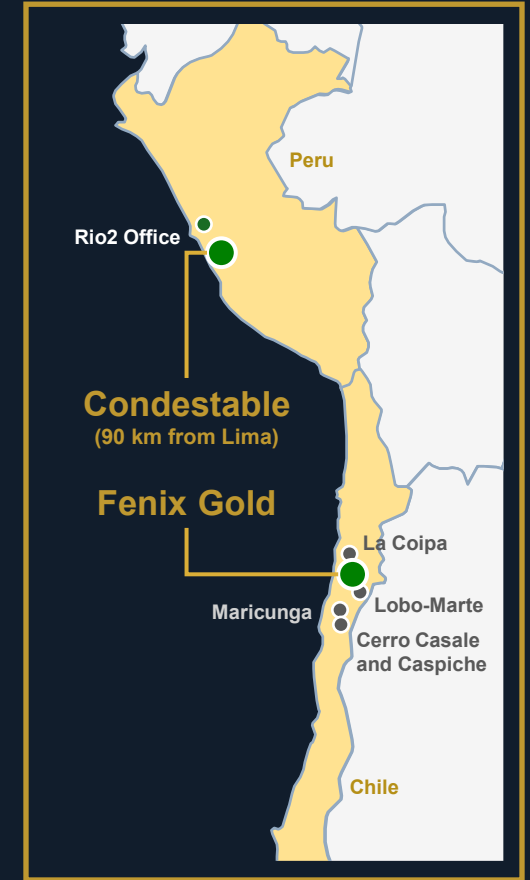 Peru
Rio2 Office
Condestable
(90 km from Lima)
Fenix Gold
La Coipa
Lobo-Marte
Maricunga
Cerro Casale
and Caspiche
Chile